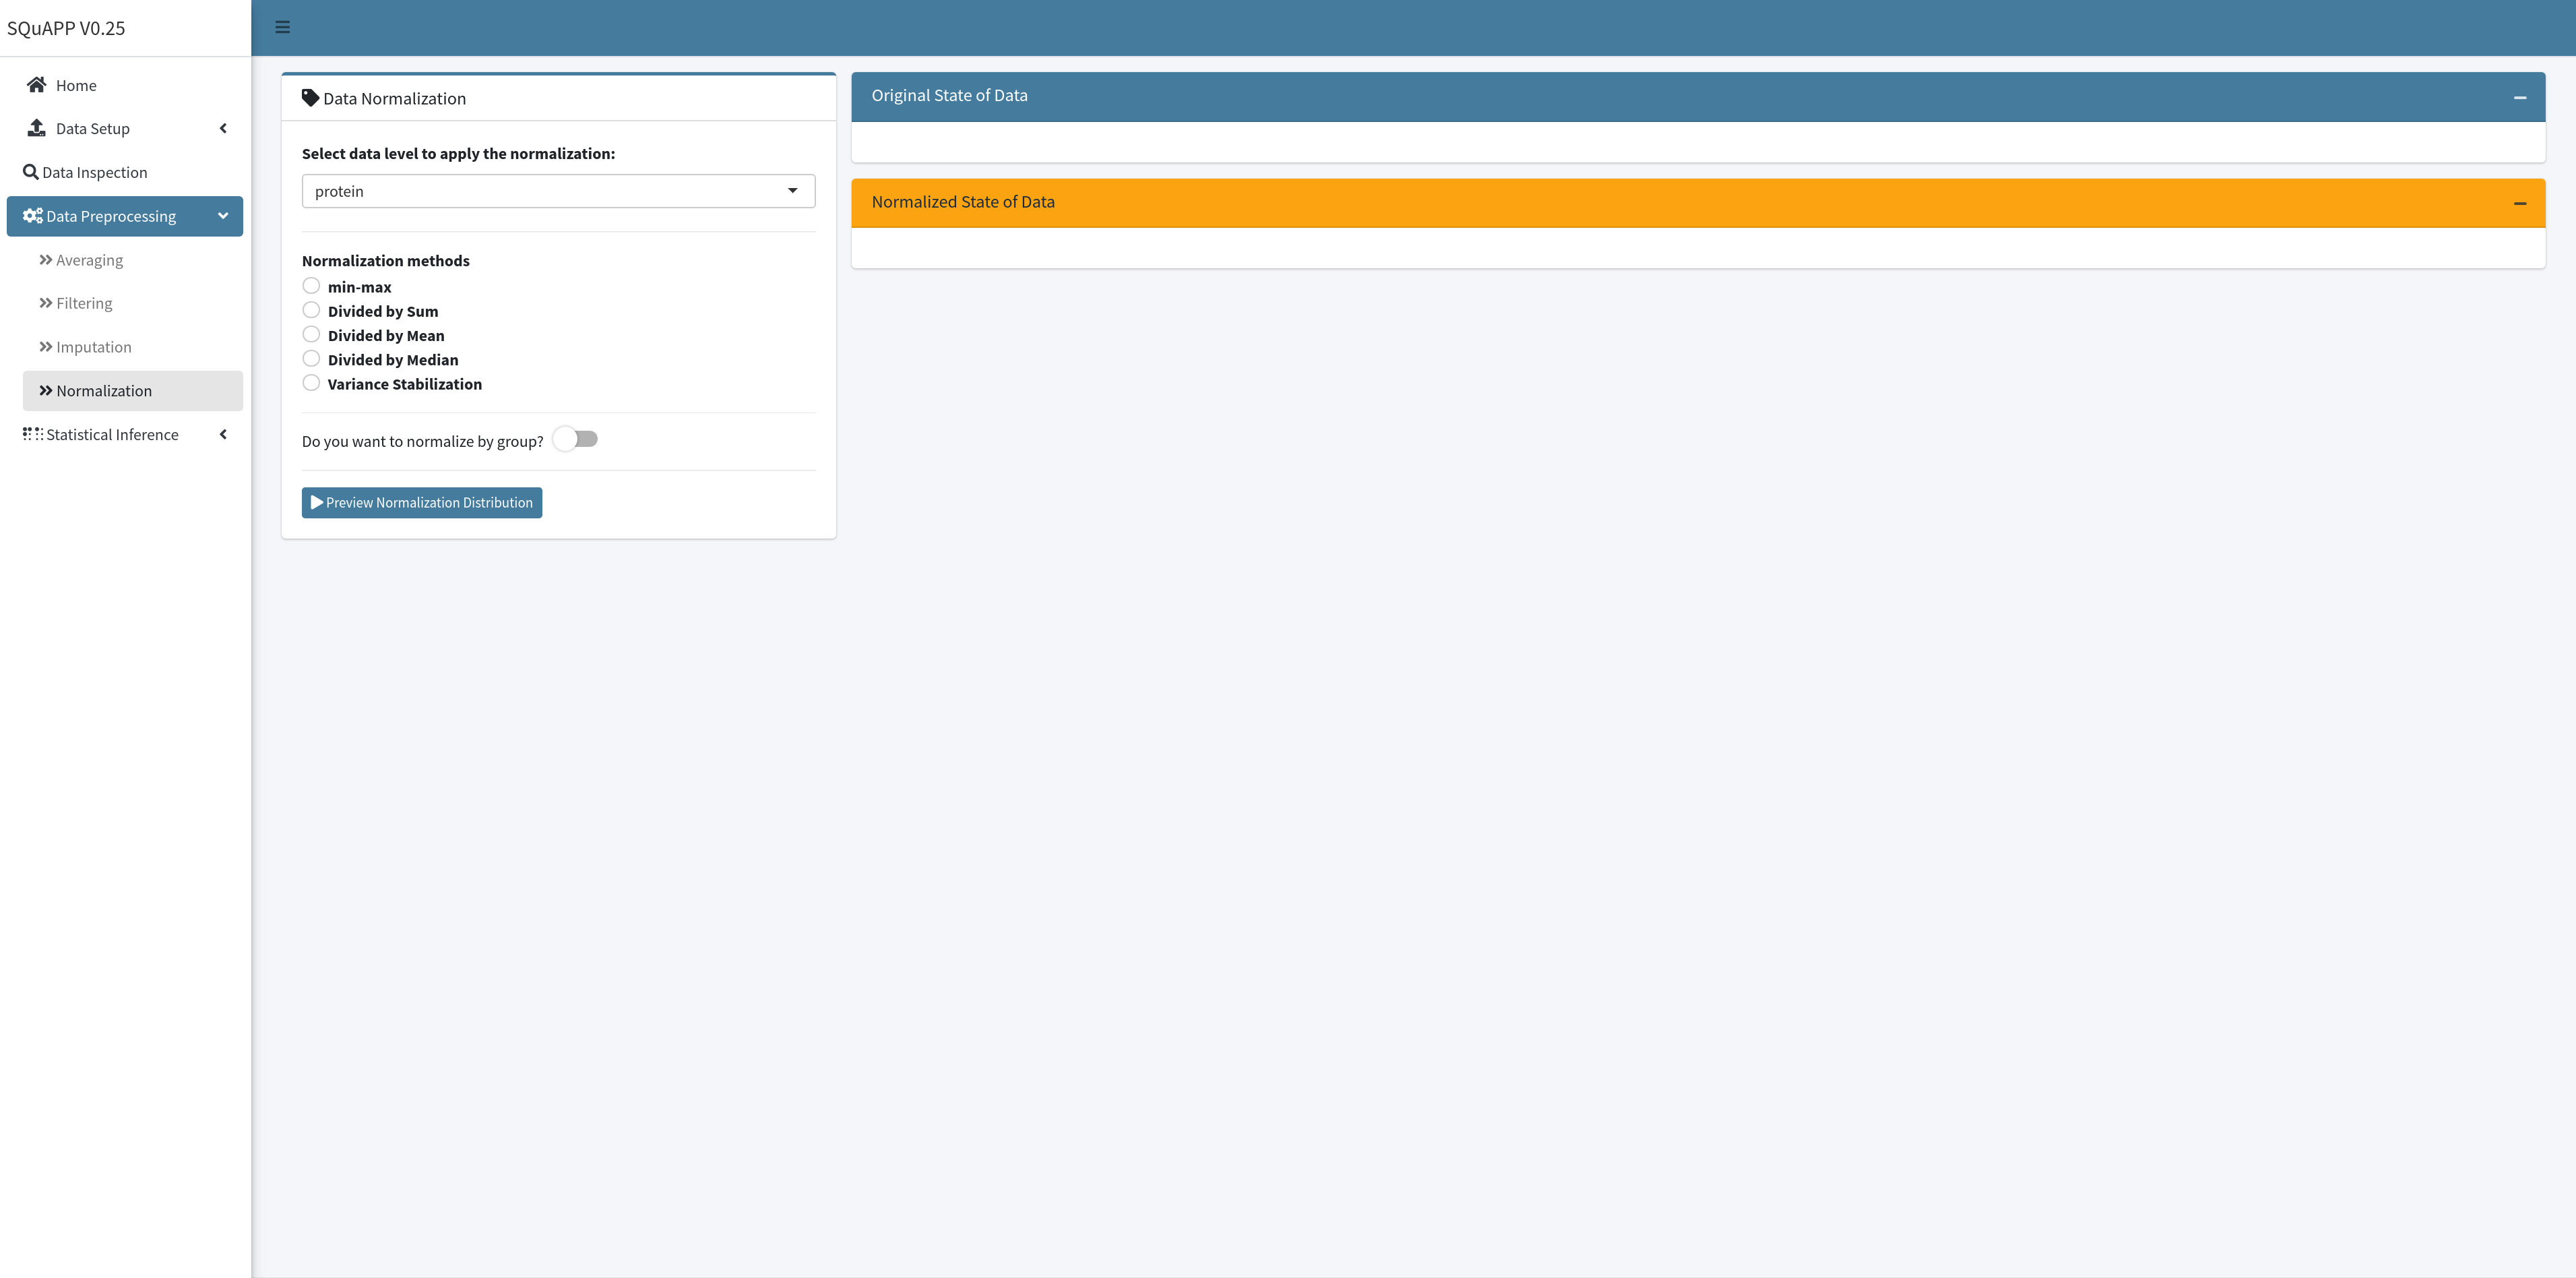 SQuAPP V0.25
Home
Data Setup
Data Inspection
Data Preprocessing
Averaging
Filtering
Imputation
Normalization
Statistical Inference
Data Normalization
Select data level to apply the normalization:
protein
Normalization methods
min-max
Divided by Sum
Divided by Mean
Divided by Median
Variance Stabilization
Do you want to normalize by group?
Preview Normalization Distribution
Original State of Data
Normalized State of Data